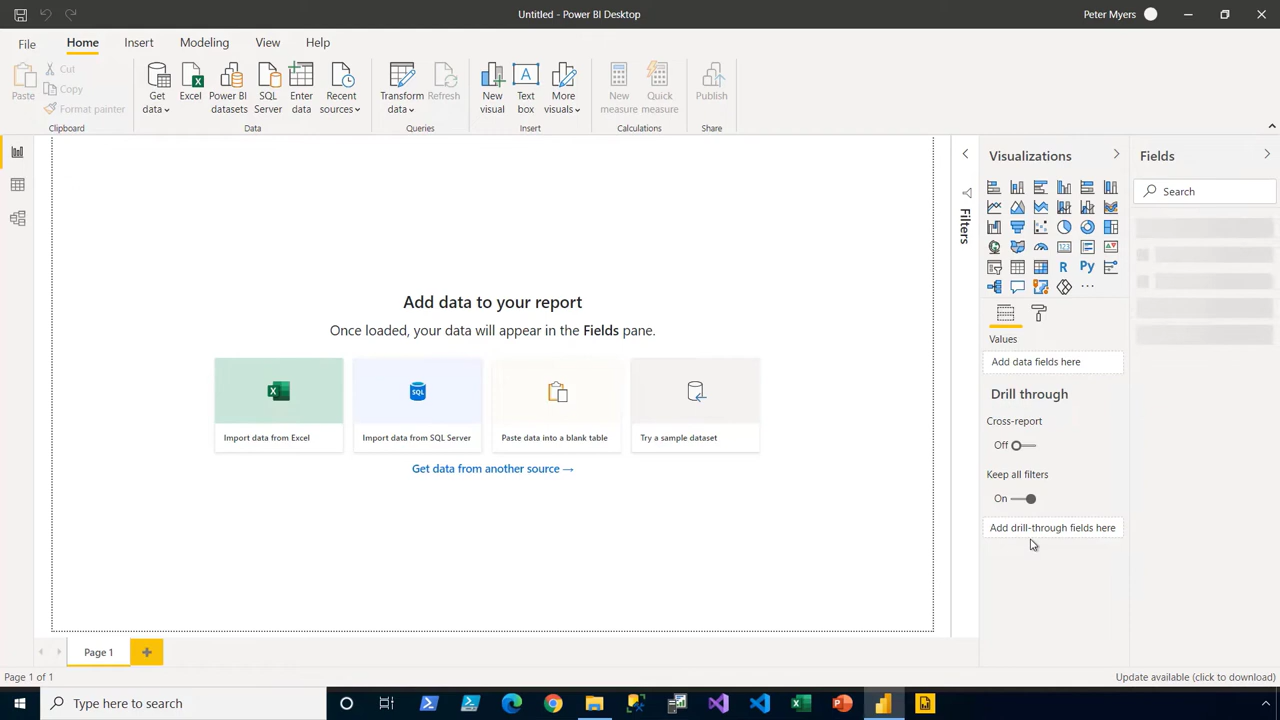 Untitled - Power BI Desktop
Peter Myers
File Home Insert Modeling View Help
Paste
Cut
Copy
Format painter
Clipboard
Get data
Excel
Power BI datasets
SQL Server
Enter data
Recent sources
Data
Transform data
Refresh
Queries
New visual
A
Text box
More visuals
Insert
New measure
Quick measure
Calculations
Publish
Share
Filters
Add data to your report
Once loaded, your data will appear in the Fields pane.
X
SQL
Import data from Excel
Import data from SQL Server
Paste data into a blank table
Try a sample dataset
Get data from another source →
Visualizations
123
R
Py
Values
Add data fields here
Drill through
Cross-report
Off
Keep all filters
On
Add drill-through fields here
Fields
Search
Page 1
Page 1 of 1
Update available (click to download)
Type here to search